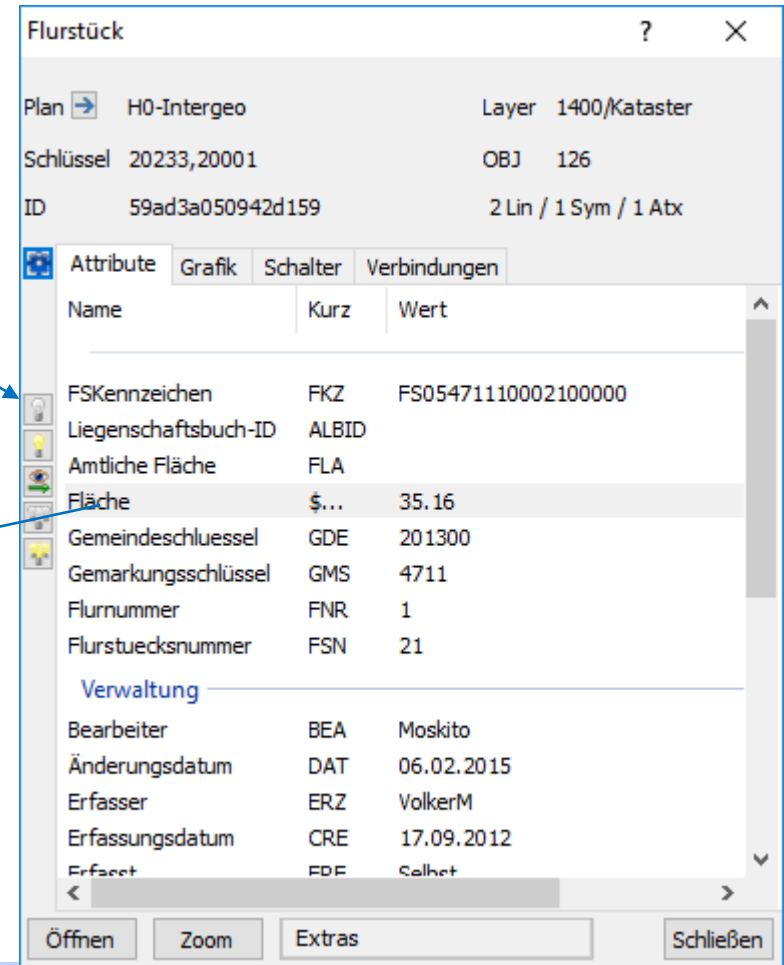 Flurstück ?
Plan H0-Intergeo Layer 1400/Kataster
Schlüssel 20233,20001 OBJ 126
ID 59ad3a050942d159 2 Lin / 1 Sym / 1 Atx
Attribute Grafik Schalter Verbindungen
Name Kurz Wert
FSKennzeichen FKZ FS05471110002100000
Liegenschaftsbuch-ID ALBID
Amtliche Fläche FLA
Fläche $... 35.16
Gemeindeschluessel GDE 201300
Gemarkungsschlüssel GMS 4711
Flurnummer FNR 1
Flurstuecksnummer FSN 21
Verwaltung
Bearbeiter BEA Moskito
Änderungsdatum DAT 06.02.2015
Erfasser ERZ VolkerM
Erfassungsdatum CRE 17.09.2012
Erfasst Selbst
Öffnen Zoom Extras Schließen